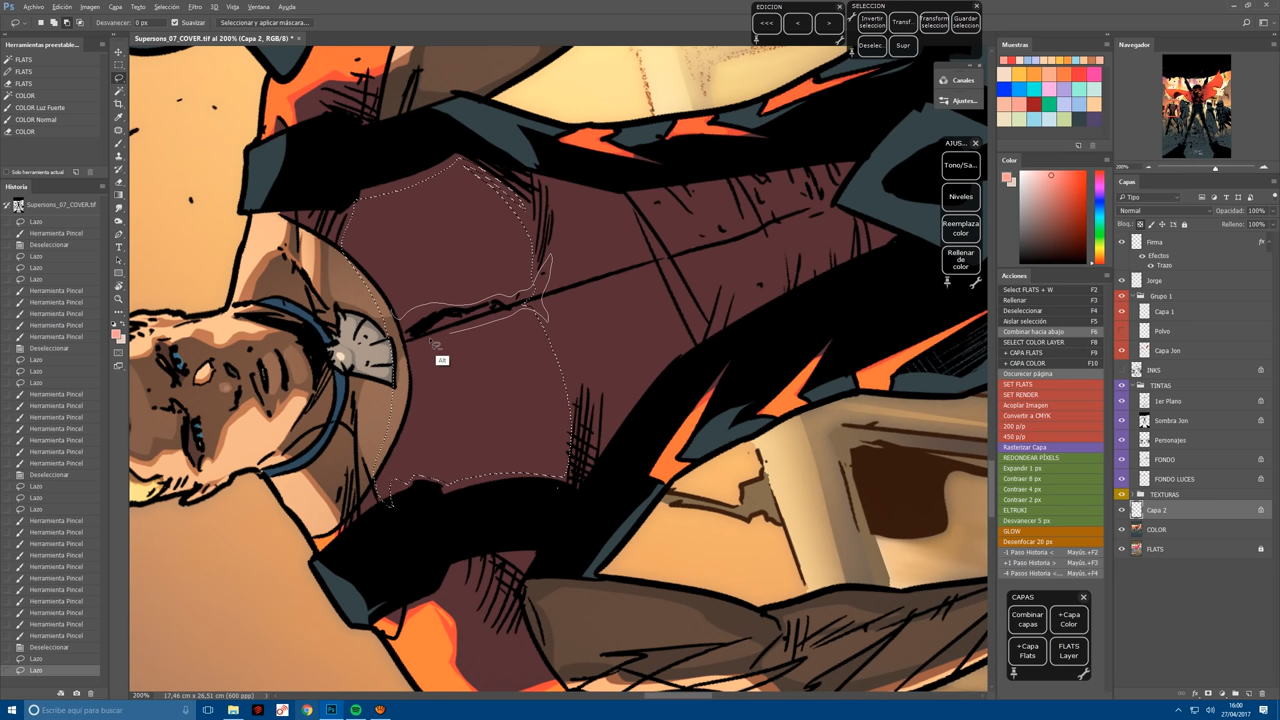 Ps Archivo Edición Imagen Capa Texto Selección Filtro 3D Vista Ventana Ayuda
Desvanecer: 0 px Suavizar Seleccionar y aplicar máscara...
Supersons_07_COVER.tif al 200% (Capa 2, RGB/8) * ×
Herramientas preestable...
FLATS
FLATS
FLATS
COLOR
COLOR Luz Fuerte
COLOR Normal
COLOR
Solo herramienta actual
Historia
Supersons_07_COVER.tif
Lazo
Herramienta Pincel
Deseleccionar
Lazo
Lazo
Lazo
Herramienta Pincel
Herramienta Pincel
Herramienta Pincel
Herramienta Pincel
Herramienta Pincel
Deseleccionar
Lazo
Lazo
Lazo
Herramienta Pincel
Herramienta Pincel
Herramienta Pincel
Herramienta Pincel
Herramienta Pincel
Herramienta Pincel
Herramienta Pincel
Deseleccionar
Lazo
Lazo
Lazo
Herramienta Pincel
Herramienta Pincel
Herramienta Pincel
Herramienta Pincel
Herramienta Pincel
Herramienta Pincel
Herramienta Pincel
Herramienta Pincel
Herramienta Pincel
Herramienta Pincel
Herramienta Pincel
Deseleccionar
Lazo
Lazo
EDICION
<<< < >
SELECCION
Invertir seleccion
Transf...
Transform seleccion
Guardar seleccion
Deselec...
Supr
Canales
Ajustes...
AJUS...
Tono/Sa...
Niveles
Reemplaza color
Rellenar de color
Alt
Muestras
Color
Acciones
Select FLATS + W F2
Rellenar F3
Deseleccionar F4
Aislar selección F5
Combinar hacia abajo F6
SELECT COLOR LAYER F8
+ CAPA FLATS F9
+ CAPA COLOR F10
Oscurecer página
SET FLATS
SET RENDER
Acoplar Imagen
Convertir a CMYK
200 p/p
450 p/p
Rasterizar Capa
REDONDEAR PÍXELS
Expandir 1 px
Contraer 8 px
Contraer 4 px
Contraer 2 px
ELTRUKI
Desvanecer 5 px
GLOW
Desenfocar 20 px
-1 Paso Historia < Mayús.+F2
+1 Paso Historia > Mayús.+F3
-4 Pasos Historia <... Mayús.+F4
CAPAS
Combinar capas
+Capa Color
+Capa Flats
FLATS Layer
Navegador
200%
Capas
Tipo
Normal Opacidad: 100%
Bloq.: Relleno: 100%
Firma fx
Efectos
Trazo
Jorge
Grupo 1
Capa 1
Polvo
Capa Jon
INKS
TINTAS
1er Plano
Sombra Jon
Personajes
FONDO
FONDO LUCES
TEXTURAS
Capa 2
COLOR
FLATS
200% 17,46 cm x 26,51 cm (600 ppp)
Escribe aquí para buscar
16:00
27/04/2017